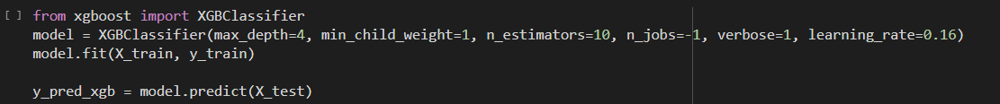 [ ] from xgboost import XGBClassifier
model = XGBClassifier(max_depth=4, min_child_weight=1, n_estimators=10, n_jobs=-1, verbose=1, learning_rate=0.16)
model.fit(X_train, y_train)
y_pred_xgb = model.predict(X_test)